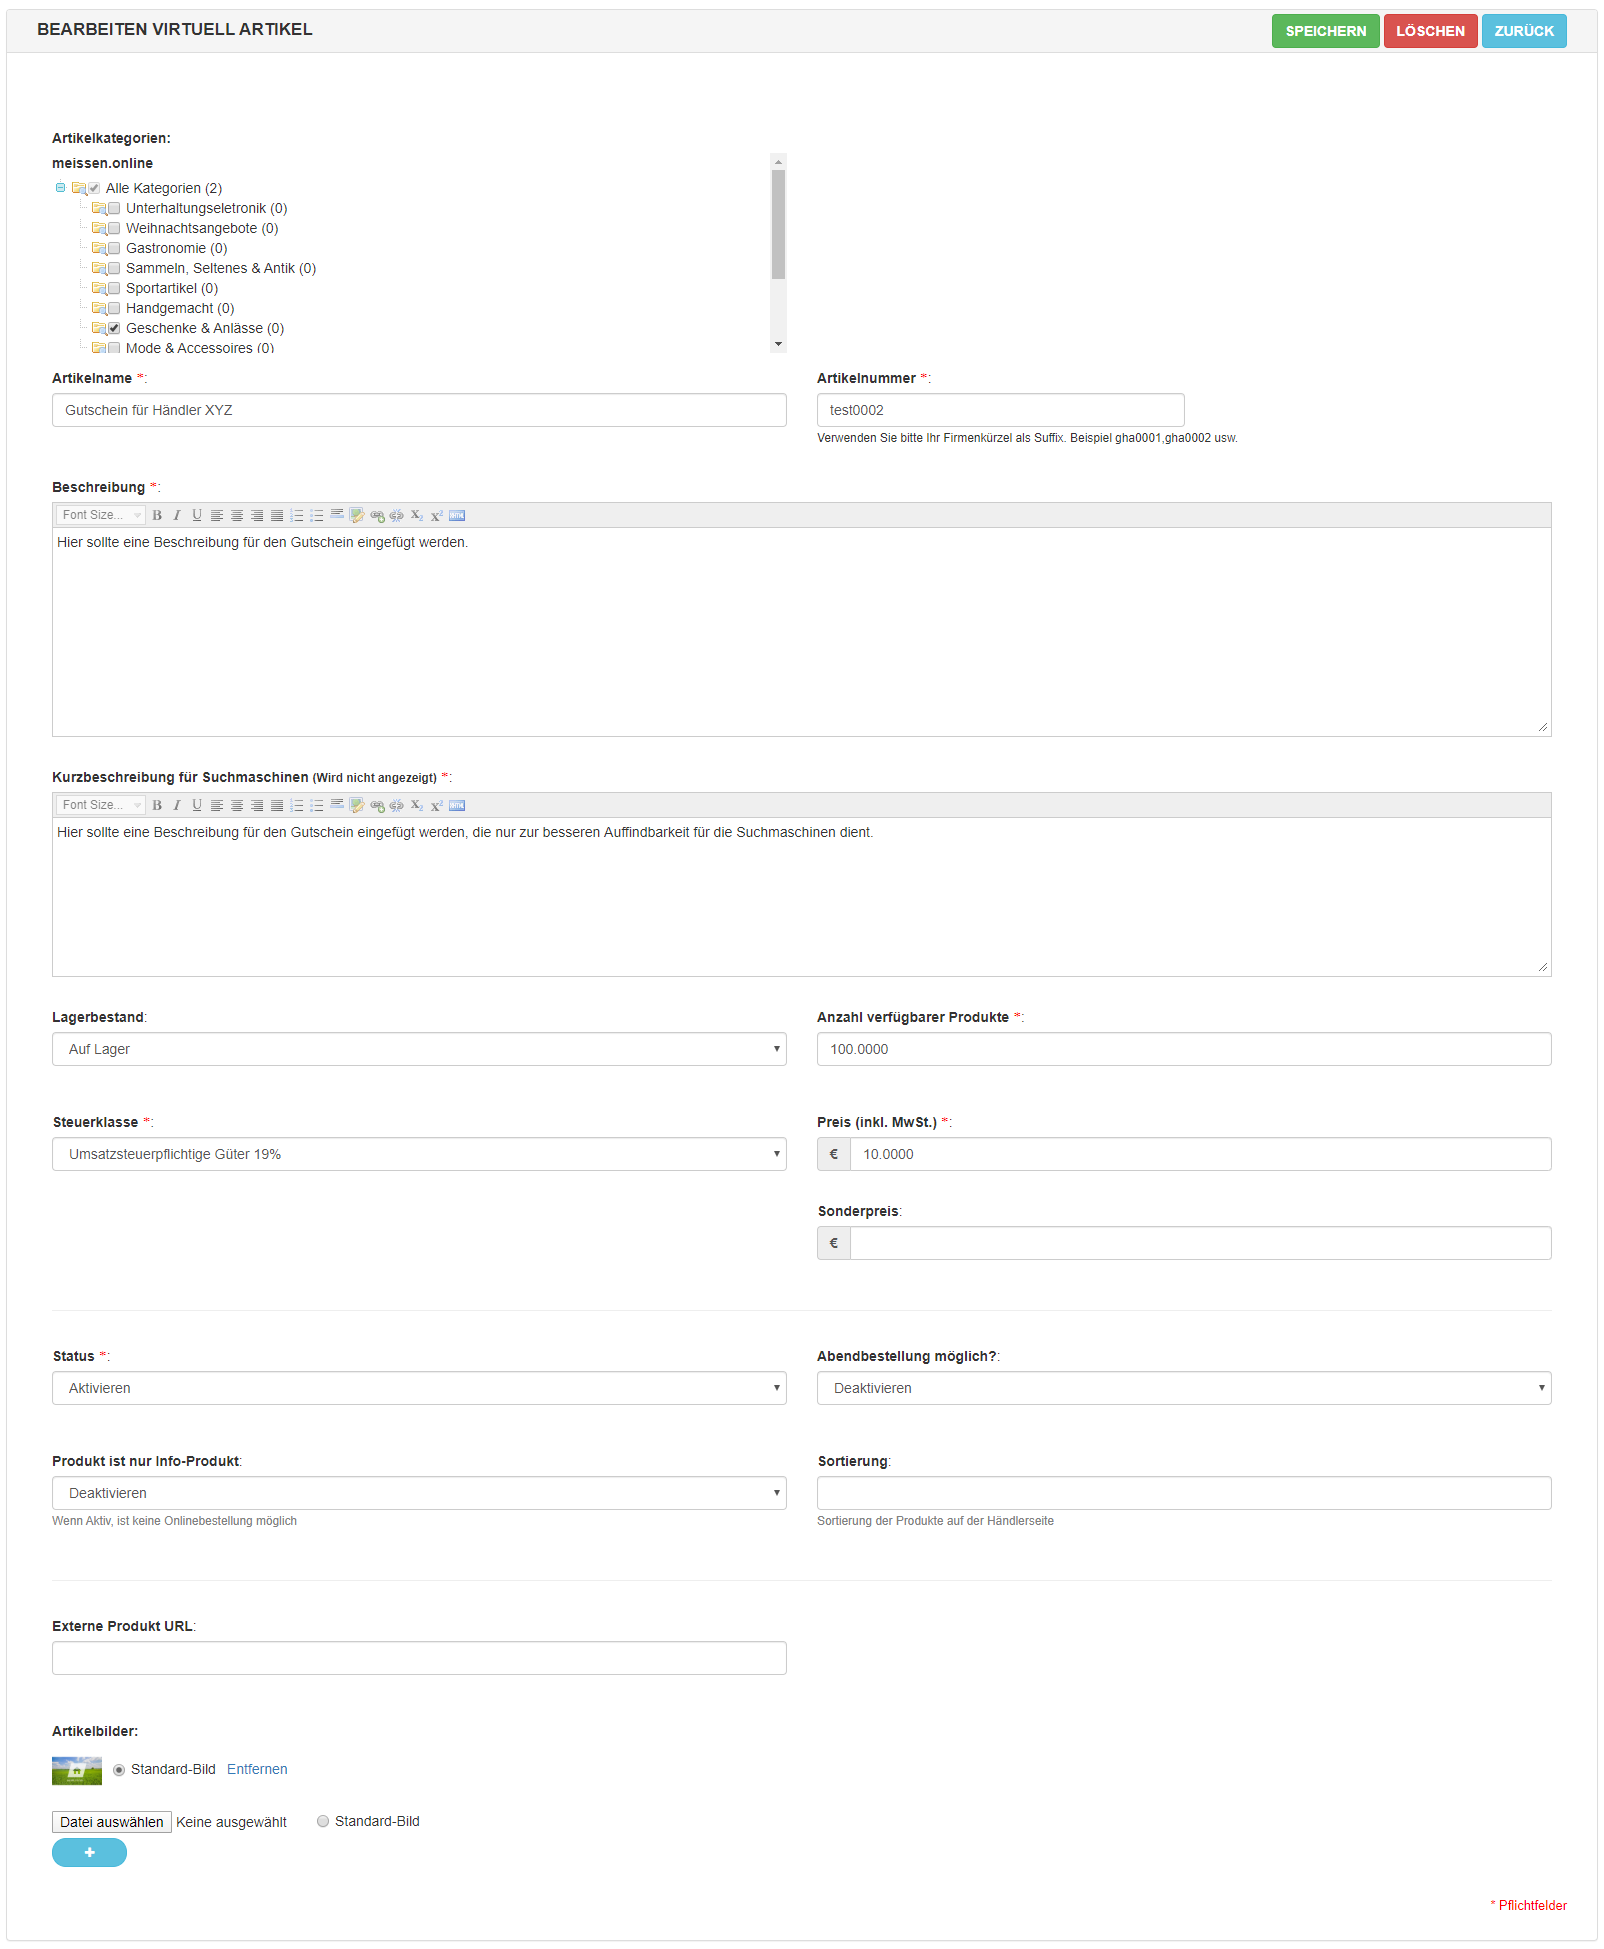 BEARBEITEN VIRTUELL ARTIKEL
SPEICHERN LÖSCHEN ZURÜCK
Artikelkategorien:
meissen.online
Alle Kategorien (2)
Unterhaltungseletronik (0)
Weihnachtsangebote (0)
Gastronomie (0)
Sammeln, Seltenes & Antik (0)
Sportartikel (0)
Handgemacht (0)
Geschenke & Anlässe (0)
Mode & Accessoires (0)
Artikelname *: Artikelnummer *:
Gutschein für Händler XYZ test0002
Verwenden Sie bitte Ihr Firmenkürzel als Suffix. Beispiel gha0001,gha0002 usw.
Beschreibung *:
Font Size... B I U X₂ X²
Hier sollte eine Beschreibung für den Gutschein eingefügt werden.
Kurzbeschreibung für Suchmaschinen (Wird nicht angezeigt) *:
Font Size... B I U X₂ X²
Hier sollte eine Beschreibung für den Gutschein eingefügt werden, die nur zur besseren Auffindbarkeit für die Suchmaschinen dient.
Lagerbestand: Anzahl verfügbarer Produkte *:
Auf Lager 100.0000
Steuerklasse *: Preis (inkl. MwSt.) *:
Umsatzsteuerpflichtige Güter 19% € 10.0000
Sonderpreis:
€
Status *: Abendbestellung möglich?:
Aktivieren Deaktivieren
Produkt ist nur Info-Produkt: Sortierung:
Deaktivieren
Wenn Aktiv, ist keine Onlinebestellung möglich Sortierung der Produkte auf der Händlerseite
Externe Produkt URL:
Artikelbilder:
Standard-Bild Entfernen
Datei auswählen Keine ausgewählt Standard-Bild
+
* Pflichtfelder